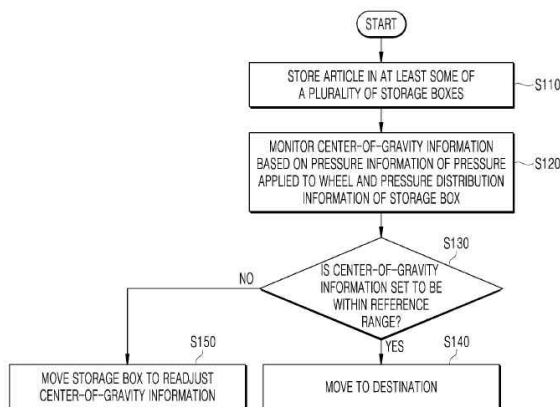 START
STORE ARTICLE IN AT LEAST SOME OF
A PLURALITY OF STORAGE BOXES
S110
MONITOR CENTER-OF-GRAVITY INFORMATION
BASED ON PRESSURE INFORMATION OF PRESSURE
APPLIED TO WHEEL AND PRESSURE DISTRIBUTION
INFORMATION OF STORAGE BOX
S120
S130
IS CENTER-OF-GRAVITY
INFORMATION SET TO BE
WITHIN REFERENCE
RANGE?
NO
YES
S150
MOVE STORAGE BOX TO READJUST
CENTER-OF-GRAVITY INFORMATION
S140
MOVE TO DESTINATION